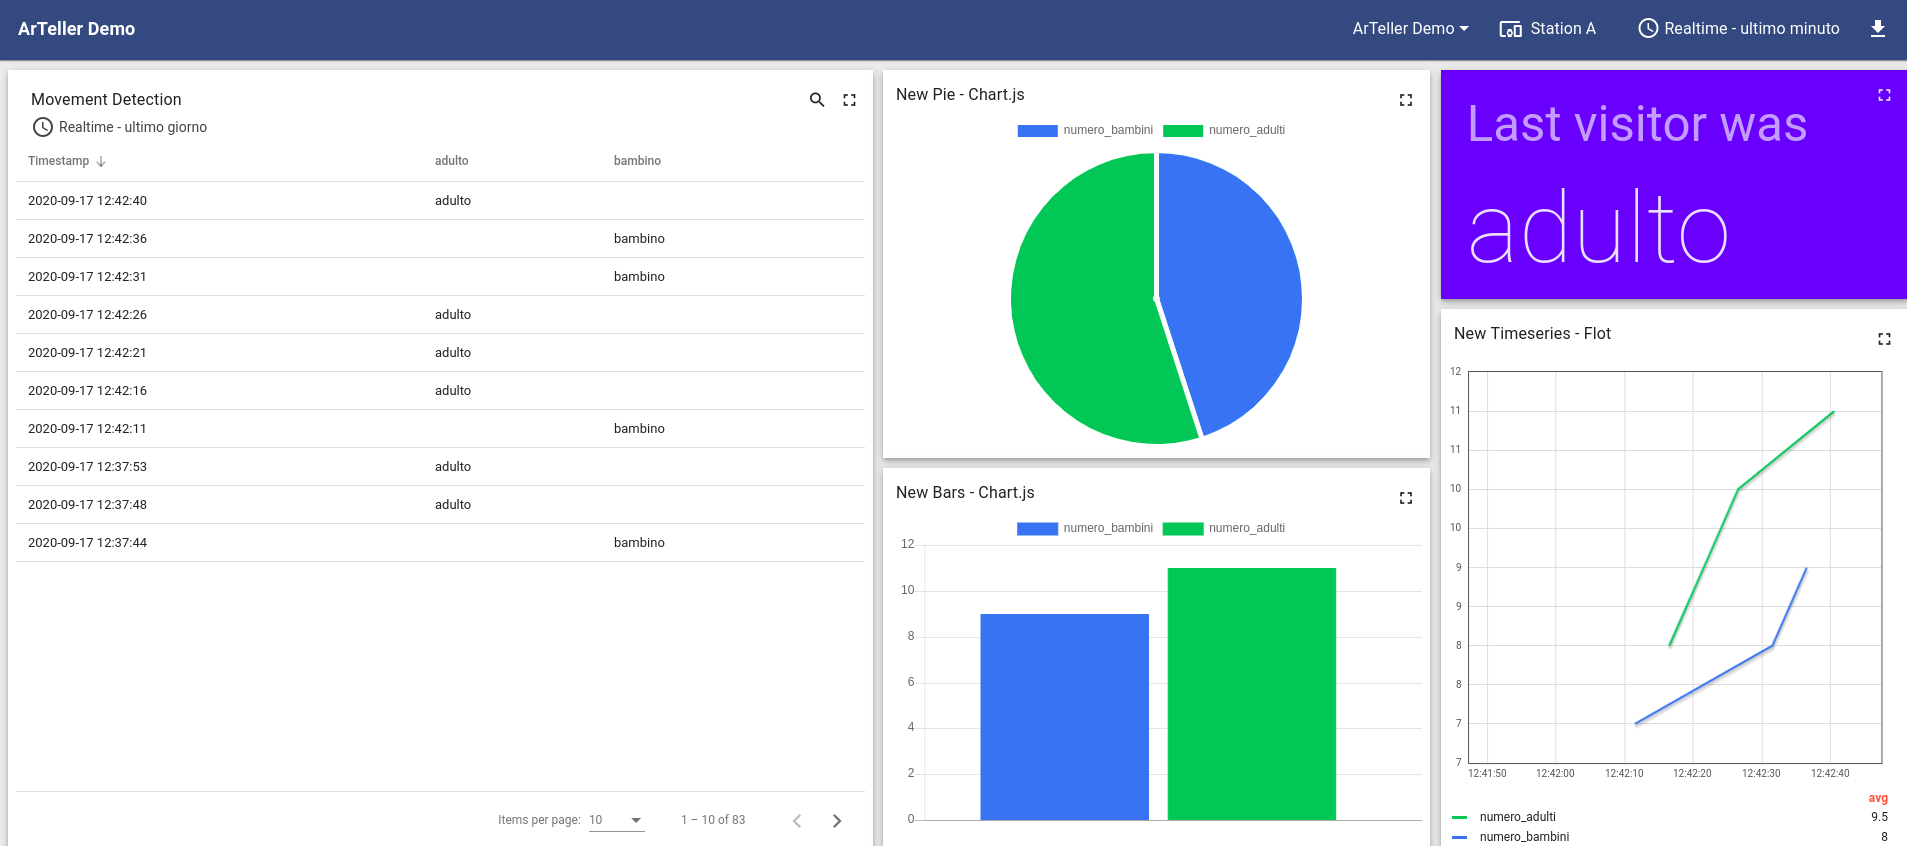 ArTeller Demo
ArTeller Demo Station A Realtime - ultimo minuto
Movement Detection
Realtime - ultimo giorno
Timestamp adulto bambino
2020-09-17 12:42:40 adulto
2020-09-17 12:42:36 bambino
2020-09-17 12:42:31 bambino
2020-09-17 12:42:26 adulto
2020-09-17 12:42:21 adulto
2020-09-17 12:42:16 adulto
2020-09-17 12:42:11 bambino
2020-09-17 12:37:53 adulto
2020-09-17 12:37:48 adulto
2020-09-17 12:37:44 bambino
Items per page: 10 1 – 10 of 83
New Pie - Chart.js
numero_bambini numero_adulti
New Bars - Chart.js
numero_bambini numero_adulti
12
10
8
6
4
2
0
Last visitor was
adulto
New Timeseries - Flot
12
11
11
10
10
9
9
8
8
7
7
12:41:50 12:42:00 12:42:10 12:42:20 12:42:30 12:42:40
avg
numero_adulti 9.5
numero_bambini 8